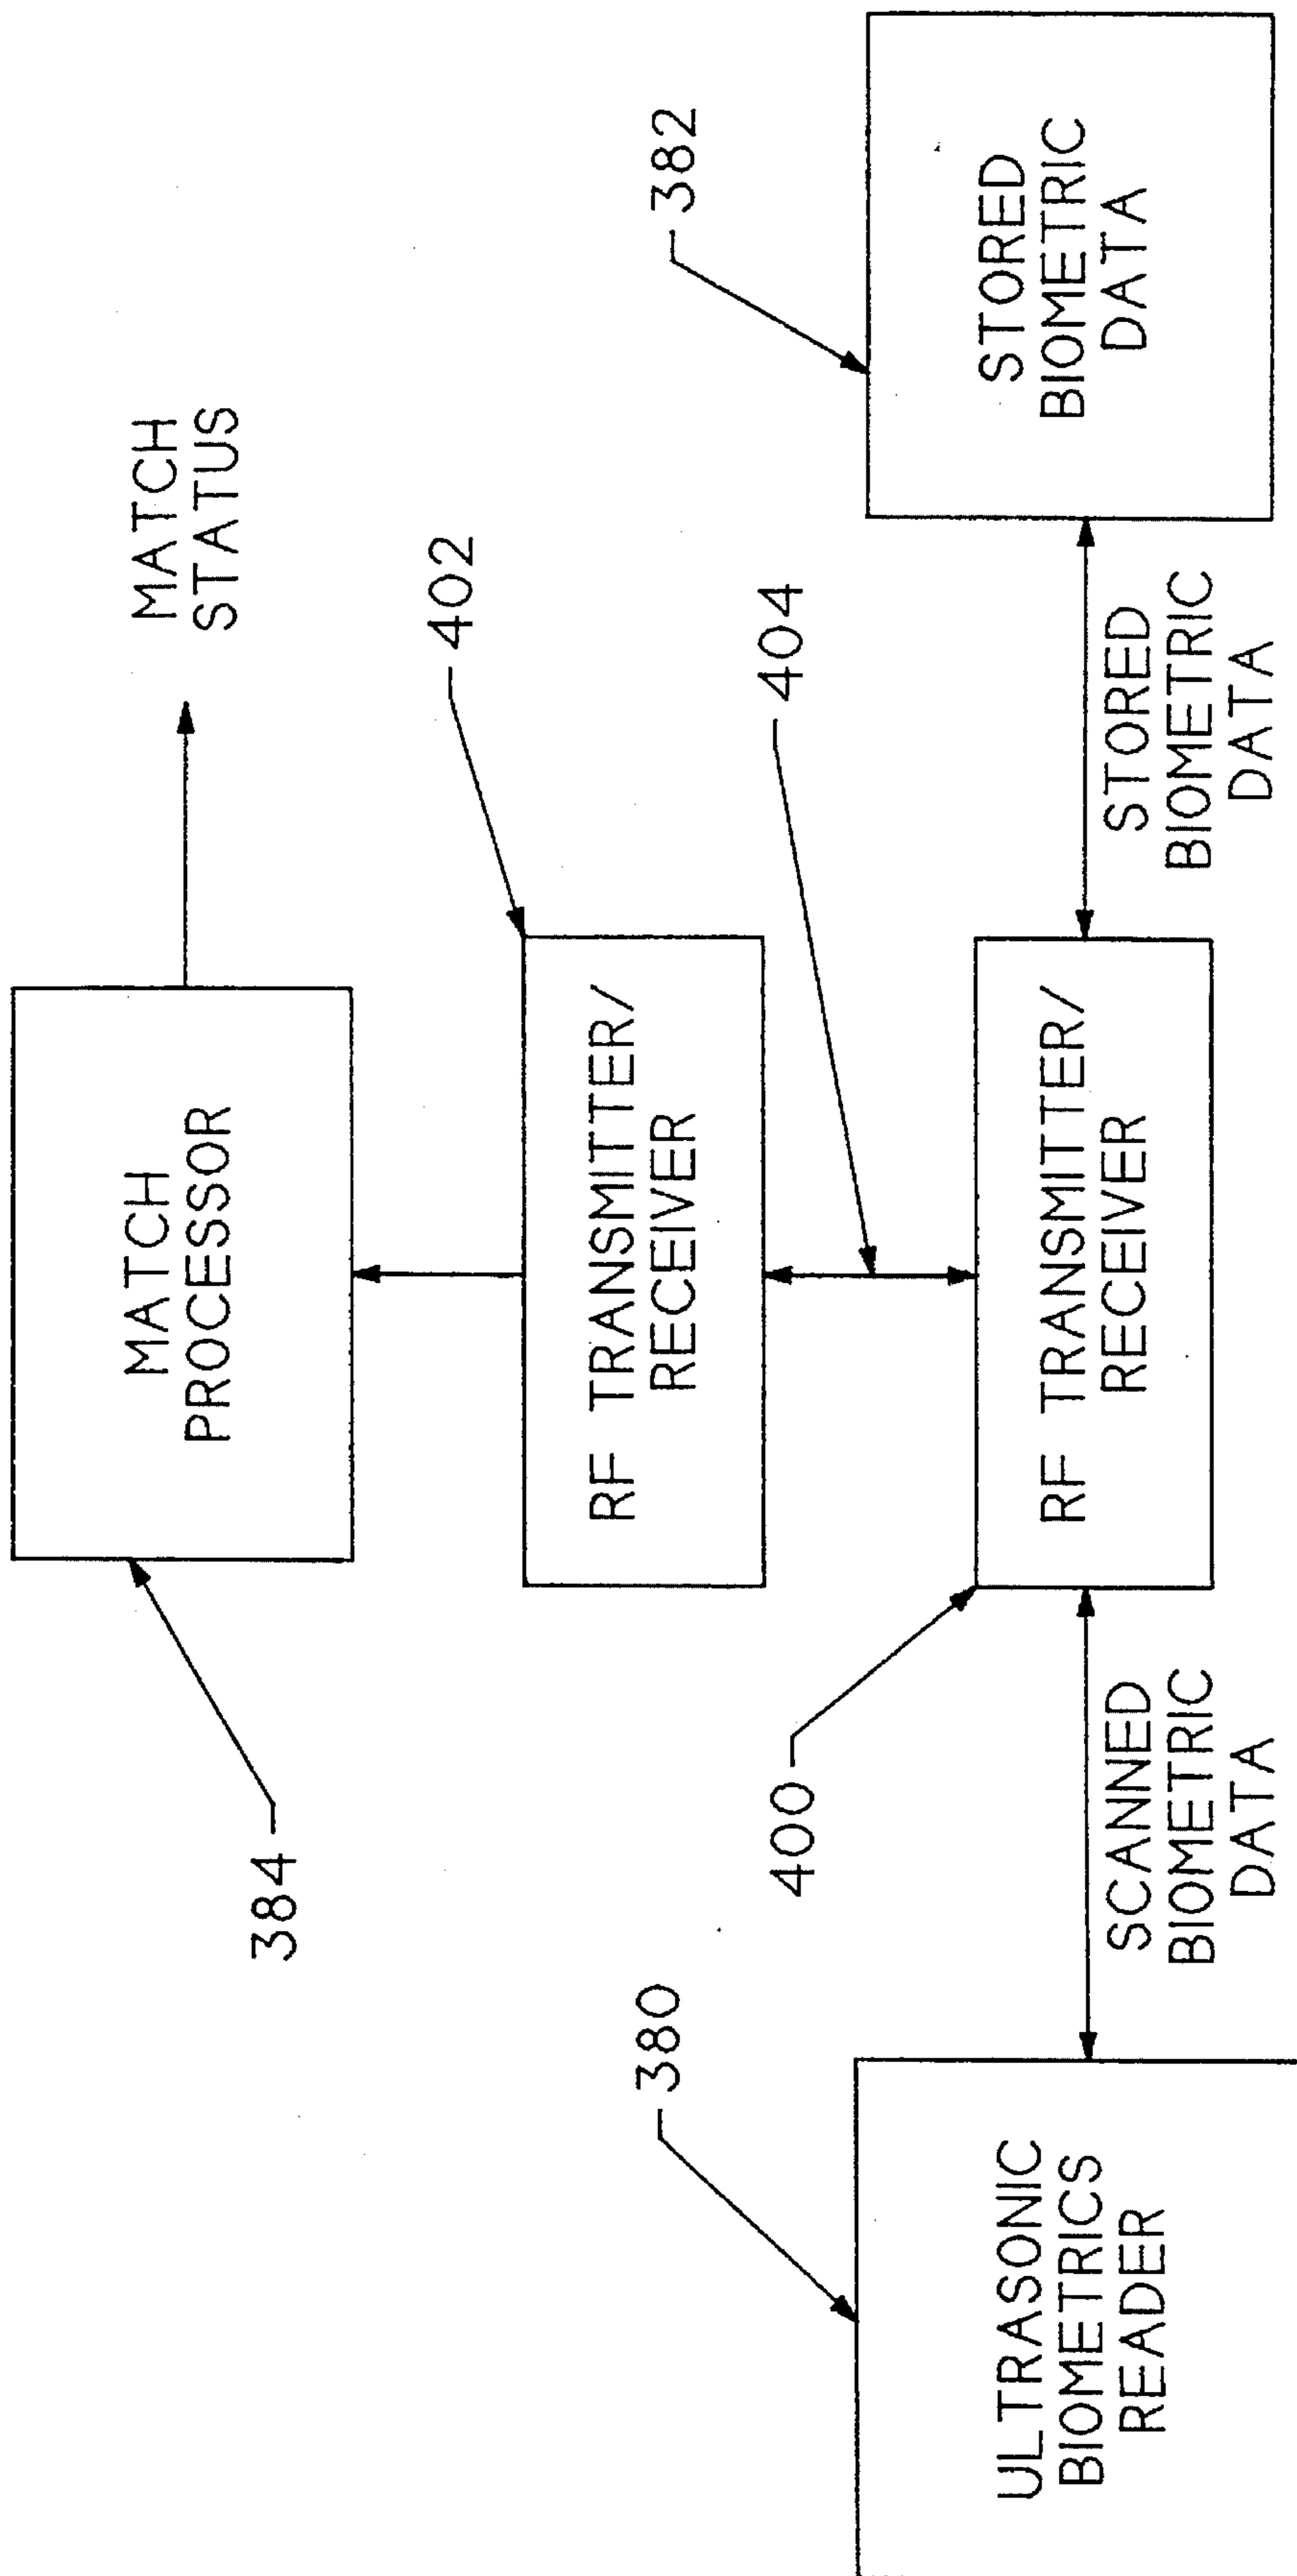 MATCH
PROCESSOR
MATCH
STATUS
384
402
RF TRANSMITTER/
RECEIVER
404
382
380
400
ULTRASONIC
BIOMETRICS
READER
SCANNED
BIOMETRIC
DATA
RF TRANSMITTER/
RECEIVER
STORED
BIOMETRIC
DATA
STORED
BIOMETRIC
DATA